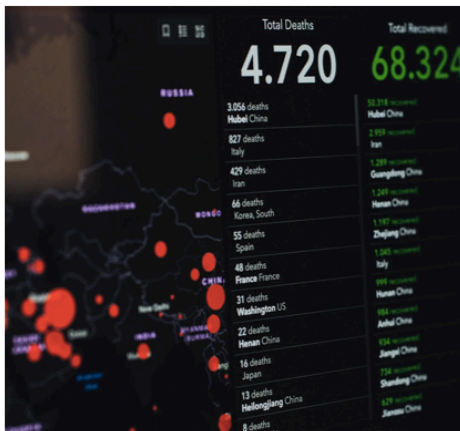 RUSSIA
MONGO
CHINA
New Delhi
INDIA
Total Deaths
4.720
3.056 deaths
Hubei China
827 deaths
Italy
429 deaths
Iran
66 deaths
Korea, South
55 deaths
Spain
48 deaths
France France
31 deaths
Washington US
22 deaths
Henan China
16 deaths
Japan
13 deaths
Heilongjiang China
8 deaths
Total Recovered
68.324
50.318 recovered
Hubei China
2.959 recovered
Iran
1.289 recovered
Guangdong China
1.249 recovered
Henan China
1.197 recovered
Zhejiang China
1.045 recovered
Italy
999 recovered
Hunan China
984 recovered
Anhui China
934 recovered
Jiangxi China
734 recovered
Shandong China
629 recovered
Jiangsu China